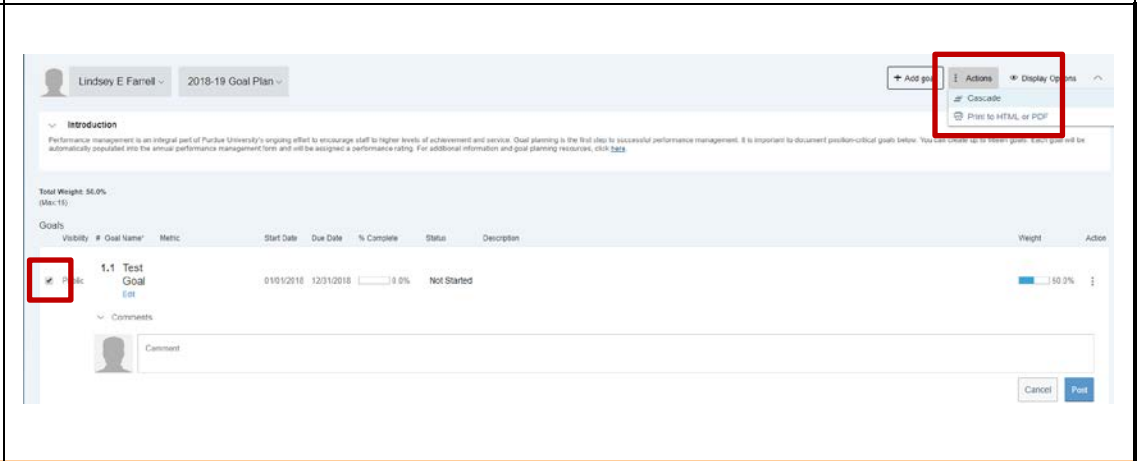 Lindsey E Farrell
2018-19 Goal Plan
+ Add goal
Actions
Display Options
Cascade
Print to HTML or PDF
Introduction
Performance management is an integral part of Purdue University's ongoing effort to encourage staff to higher levels of achievement and service. Goal planning is the first step to successful performance management. It is important to document position-critical goals below. You can create up to fifteen goals. Each goal will be
automatically populated into the annual performance management form and will be assigned a performance rating. For additional information and goal planning resources, click here.
Total Weight: 50.0%
(Max:15)
Goals
Visibility # Goal Name* Metric Start Date Due Date % Complete Status Description Weight Action
Public 1.1 Test Goal 01/01/2018 12/31/2018 0.0% Not Started 50.0%
Edit
Comments
Comment
Cancel Post